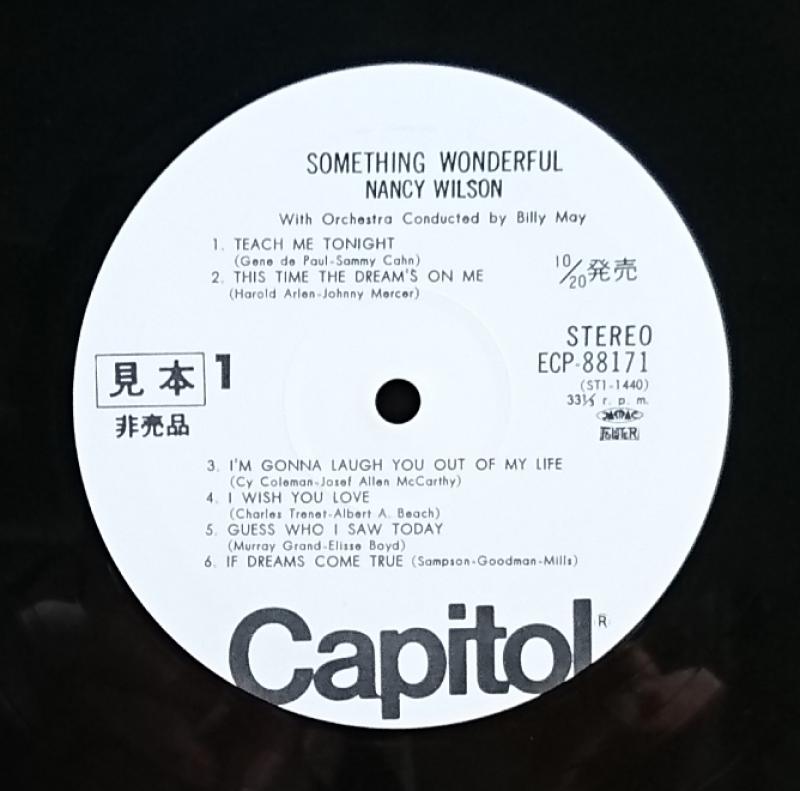 SOMETHING WONDERFUL
NANCY WILSON
With Orchestra Conducted by Billy May
1. TEACH ME TONIGHT
(Gene de Paul-Sammy Cahn)
2. THIS TIME THE DREAM'S ON ME
(Harold Arlen-Johnny Mercer)
10/20発売
STEREO
ECP-88171
(ST1-1440)
33⅓ r. p. m.
見本 1
非売品
3. I'M GONNA LAUGH YOU OUT OF MY LIFE
(Cy Coleman-Josef Allen McCarthy)
4. I WISH YOU LOVE
(Charles Trenet-Albert A. Beach)
5. GUESS WHO I SAW TODAY
(Murray Grand-Elisse Boyd)
6. IF DREAMS COME TRUE (Sampson-Goodman-Mills)
Capitol®